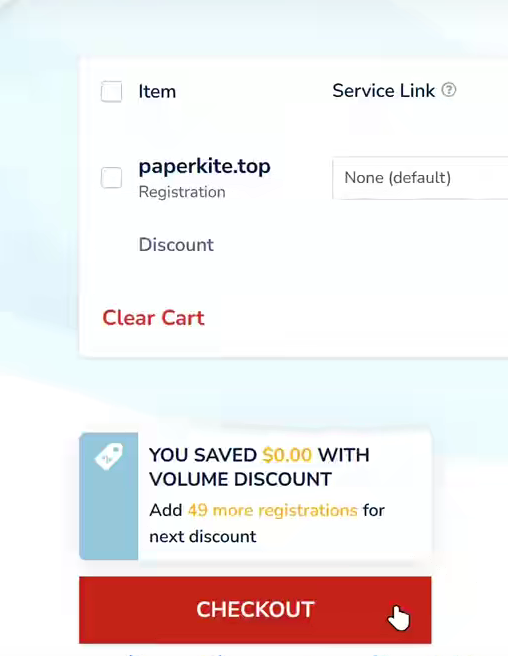 Item Service Link
paperkite.top None (default)
Registration
Discount
Clear Cart
YOU SAVED $0.00 WITH
VOLUME DISCOUNT
Add 49 more registrations for
next discount
CHECKOUT